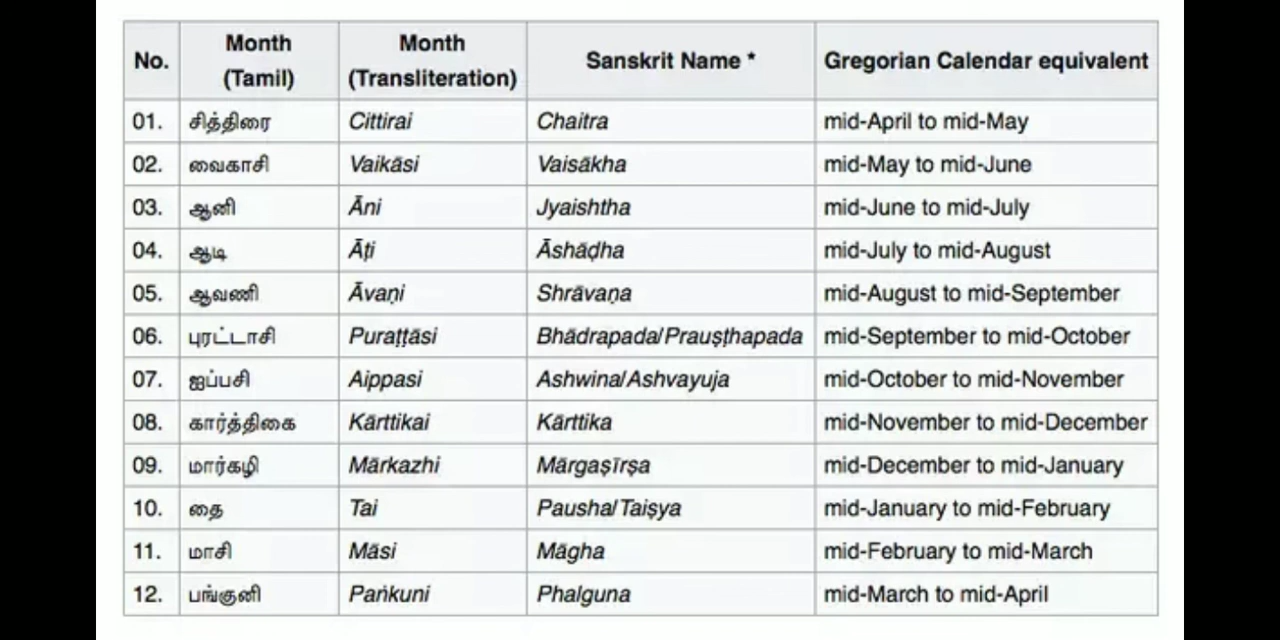 No. Month (Tamil) Month (Transliteration) Sanskrit Name * Gregorian Calendar equivalent
01. சித்திரை Cittirai Chaitra mid-April to mid-May
02. வைகாசி Vaikāsi Vaisākha mid-May to mid-June
03. ஆனி Āni Jyaishtha mid-June to mid-July
04. ஆடி Āṭi Āshāḍha mid-July to mid-August
05. ஆவணி Āvaṇi Shrāvaṇa mid-August to mid-September
06. புரட்டாசி Puraṭṭāsi Bhādrapada/Prauṣṭhapada mid-September to mid-October
07. ஐப்பசி Aippasi Ashwina/Ashvayuja mid-October to mid-November
08. கார்த்திகை Kārttikai Kārttika mid-November to mid-December
09. மார்கழி Mārkazhi Mārgaṣīrṣa mid-December to mid-January
10. தை Tai Pausha/Taiṣya mid-January to mid-February
11. மாசி Māsi Māgha mid-February to mid-March
12. பங்குனி Paṅkuni Phalguna mid-March to mid-April